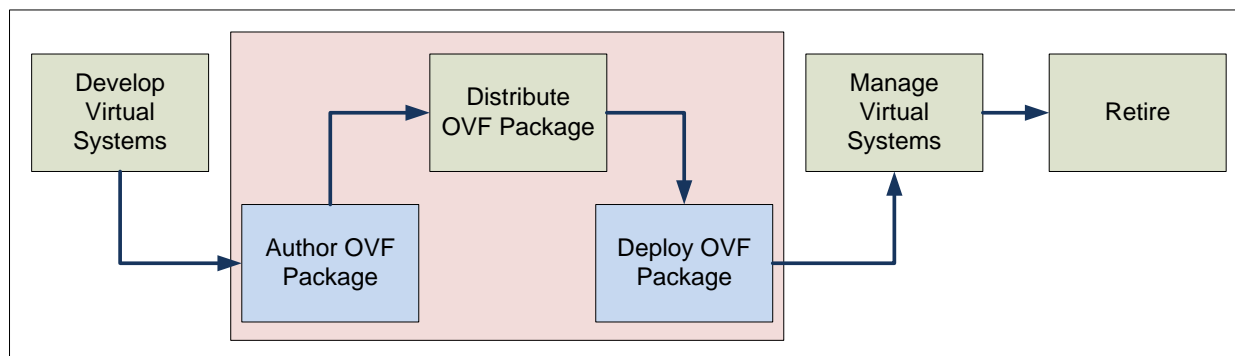 Develop
Virtual
Systems
Author OVF
Package
Distribute
OVF Package
Deploy OVF
Package
Manage
Virtual
Systems
Retire